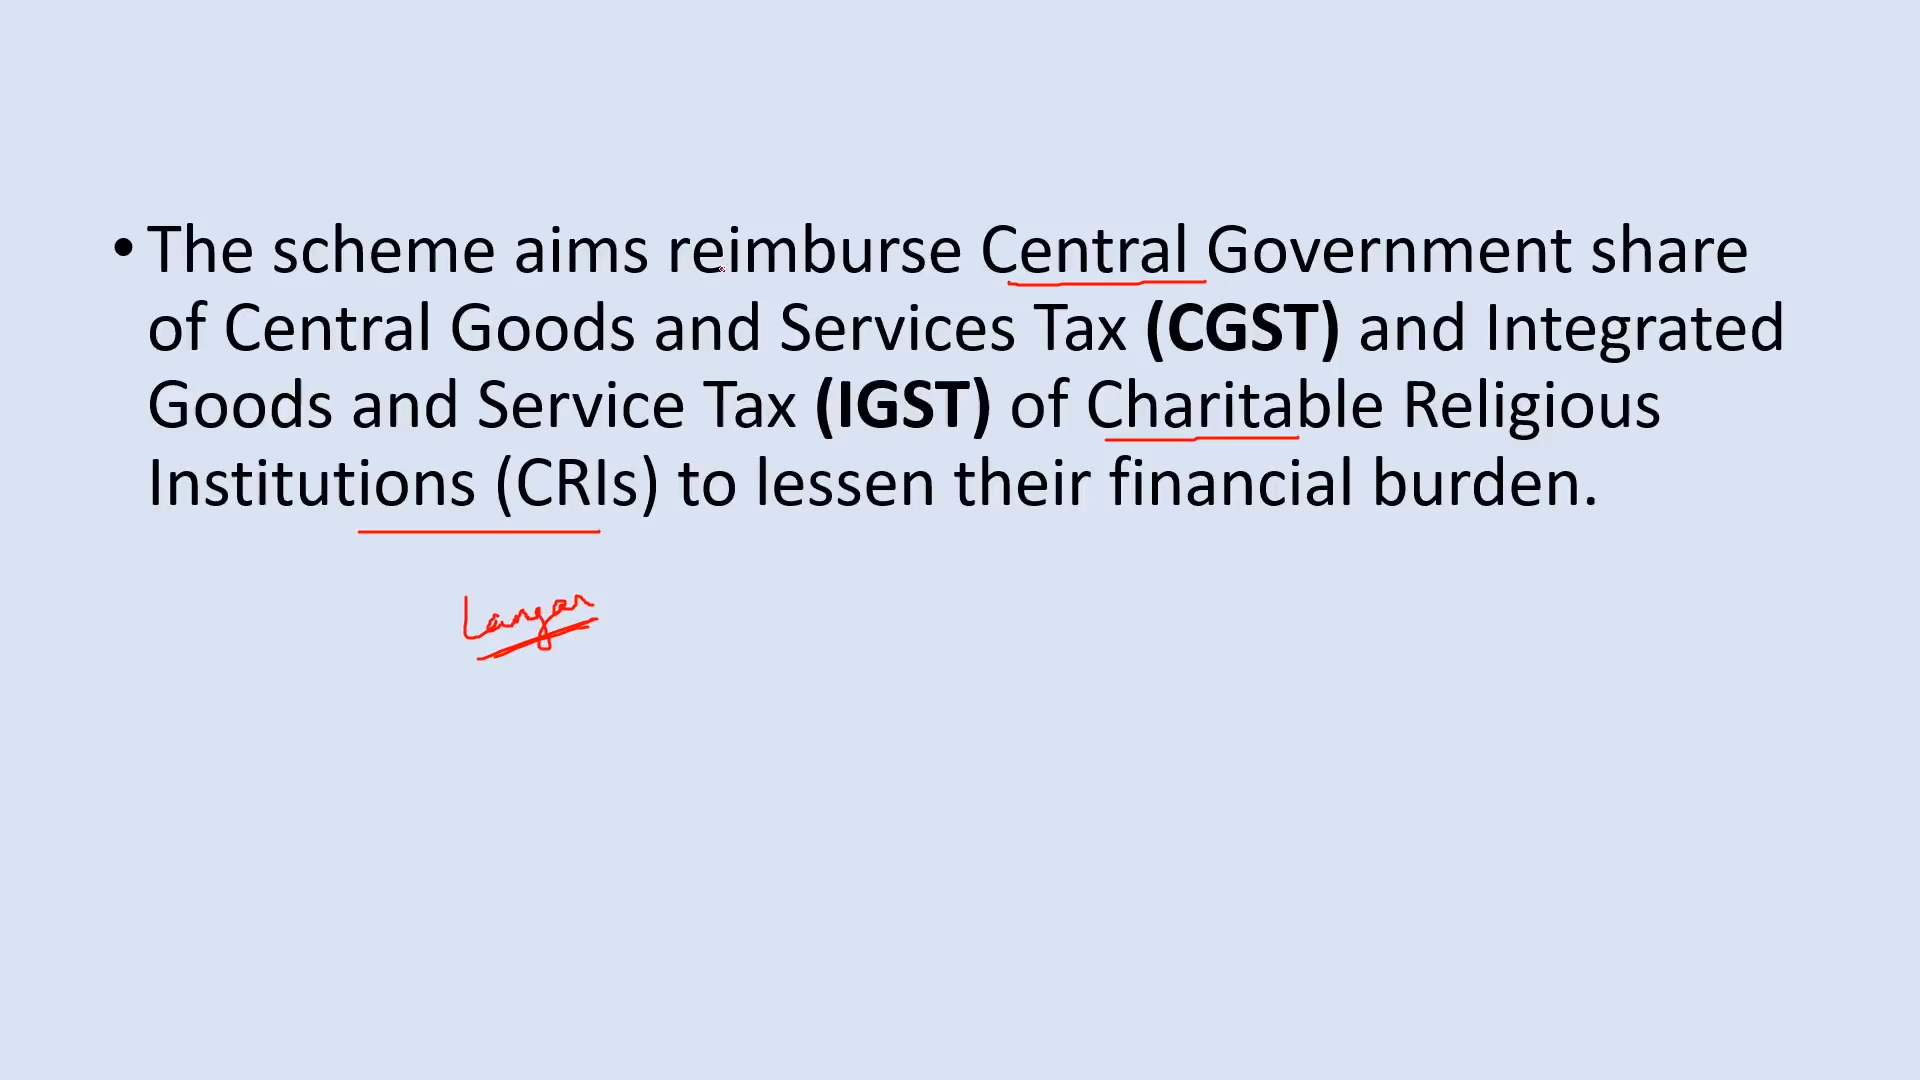 • The scheme aims reimburse Central Government share
of Central Goods and Services Tax (CGST) and Integrated
Goods and Service Tax (IGST) of Charitable Religious
Institutions (CRIs) to lessen their financial burden.
Langar